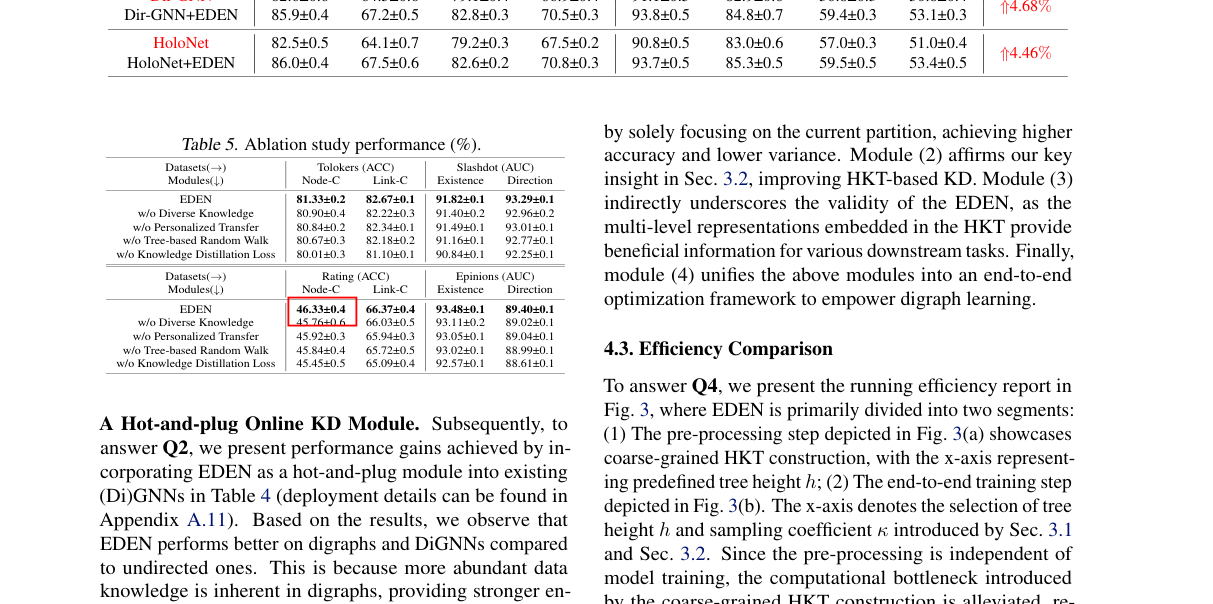 Dir-GNN+EDEN 85.9±0.4 67.2±0.5 82.8±0.3 70.5±0.3 93.8±0.5 84.8±0.7 59.4±0.3 53.1±0.3 ⇑4.68%
HoloNet 82.5±0.5 64.1±0.7 79.2±0.3 67.5±0.2 90.8±0.5 83.0±0.6 57.0±0.3 51.0±0.4
HoloNet+EDEN 86.0±0.4 67.5±0.6 82.6±0.2 70.8±0.3 93.7±0.5 85.3±0.5 59.5±0.5 53.4±0.5 ⇑4.46%
Table 5. Ablation study performance (%).
Datasets(→) Tolokers (ACC) Slashdot (AUC)
Modules(↓) Node-C Link-C Existence Direction
EDEN 81.33±0.2 82.67±0.1 91.82±0.1 93.29±0.1
w/o Diverse Knowledge 80.90±0.4 82.22±0.3 91.40±0.2 92.96±0.2
w/o Personalized Transfer 80.84±0.2 82.34±0.1 91.49±0.1 93.01±0.1
w/o Tree-based Random Walk 80.67±0.3 82.18±0.2 91.16±0.1 92.77±0.1
w/o Knowledge Distillation Loss 80.01±0.3 81.10±0.1 90.84±0.1 92.25±0.1
Datasets(→) Rating (ACC) Epinions (AUC)
Modules(↓) Node-C Link-C Existence Direction
EDEN 46.33±0.4 66.37±0.4 93.48±0.1 89.40±0.1
w/o Diverse Knowledge 45.76±0.6 66.03±0.5 93.11±0.2 89.02±0.1
w/o Personalized Transfer 45.92±0.3 65.94±0.3 93.05±0.1 89.04±0.1
w/o Tree-based Random Walk 45.84±0.4 65.72±0.5 93.02±0.1 88.99±0.1
w/o Knowledge Distillation Loss 45.45±0.5 65.09±0.4 92.57±0.1 88.61±0.1
A Hot-and-plug Online KD Module. Subsequently, to
answer Q2, we present performance gains achieved by in-
corporating EDEN as a hot-and-plug module into existing
(Di)GNNs in Table 4 (deployment details can be found in
Appendix A.11). Based on the results, we observe that
EDEN performs better on digraphs and DiGNNs compared
to undirected ones. This is because more abundant data
knowledge is inherent in digraphs, providing stronger en-
by solely focusing on the current partition, achieving higher
accuracy and lower variance. Module (2) affirms our key
insight in Sec. 3.2, improving HKT-based KD. Module (3)
indirectly underscores the validity of the EDEN, as the
multi-level representations embedded in the HKT provide
beneficial information for various downstream tasks. Finally,
module (4) unifies the above modules into an end-to-end
optimization framework to empower digraph learning.
4.3. Efficiency Comparison
To answer Q4, we present the running efficiency report in
Fig. 3, where EDEN is primarily divided into two segments:
(1) The pre-processing step depicted in Fig. 3(a) showcases
coarse-grained HKT construction, with the x-axis represent-
ing predefined tree height h; (2) The end-to-end training step
depicted in Fig. 3(b). The x-axis denotes the selection of tree
height h and sampling coefficient κ introduced by Sec. 3.1
and Sec. 3.2. Since the pre-processing is independent of
model training, the computational bottleneck introduced
by the coarse-grained HKT construction is alleviated, re-